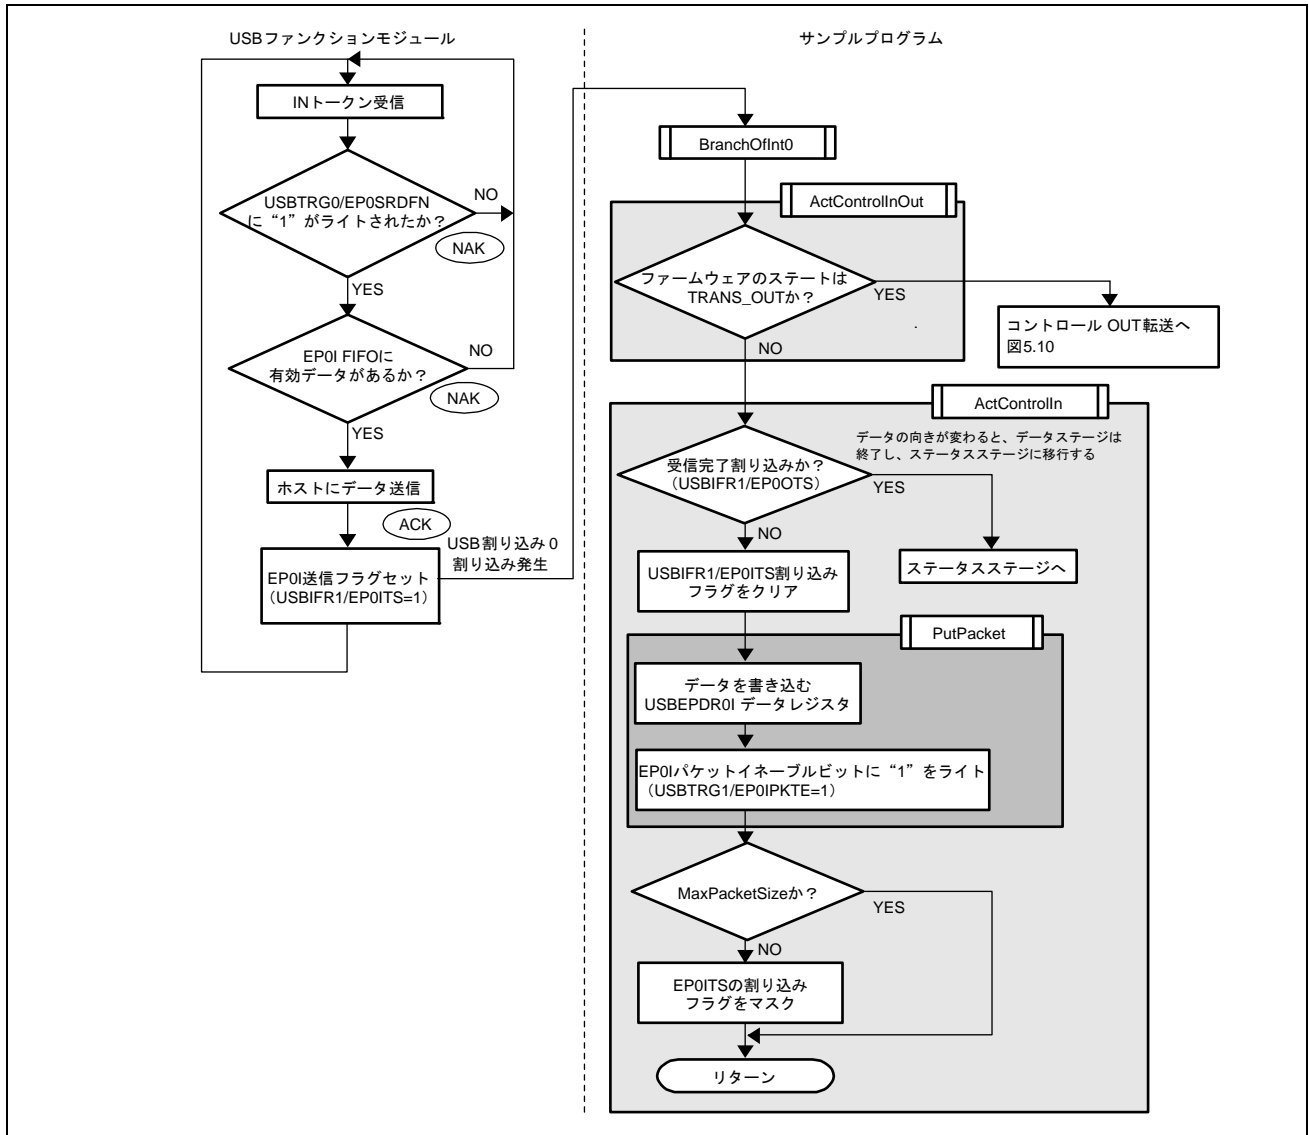 USBファンクションモジュール
INトークン受信
USBTRG0/EP0SRDFN
に“1”がライトされたか？
NO
NAK
YES
EP0I FIFOに
有効データがあるか？
NO
NAK
YES
ホストにデータ送信
ACK
EP0I送信フラグセット
（USBIFR1/EP0ITS=1）
USB割り込み0
割り込み発生
サンプルプログラム
BranchOfInt0
ActControlInOut
ファームウェアのステートは
TRANS_OUTか？
YES
コントロール OUT転送へ
図5.10
NO
ActControlIn
データの向きが変わると、データステージは
終了し、ステータスステージに移行する
受信完了割り込みか？
（USBIFR1/EP0OTS）
YES
ステータスステージへ
NO
USBIFR1/EP0ITS割り込み
フラグをクリア
PutPacket
データを書き込む
USBEPDR0I データレジスタ
EP0Iパケットイネーブルビットに“1”をライト
（USBTRG1/EP0IPKTE=1）
MaxPacketSizeか？
YES
NO
EP0ITSの割り込み
フラグをマスク
リターン